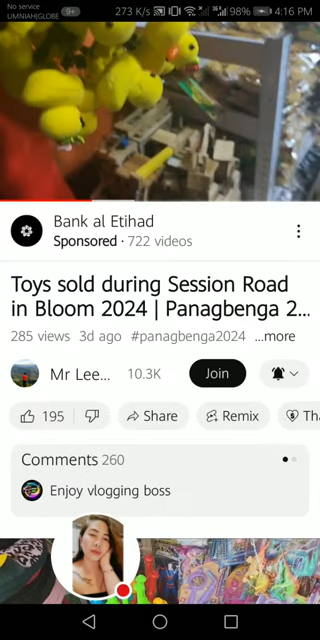 No service
UMNIAH|GLOBE
9+
273 K/s
98%
4:16 PM
Bank al Etihad
Sponsored · 722 videos
Toys sold during Session Road
in Bloom 2024 | Panagbenga 2...
285 views 3d ago #panagbenga2024 ...more
Mr Lee... 10.3K Join
195 Share Remix Tha
Comments 260
Enjoy vlogging boss